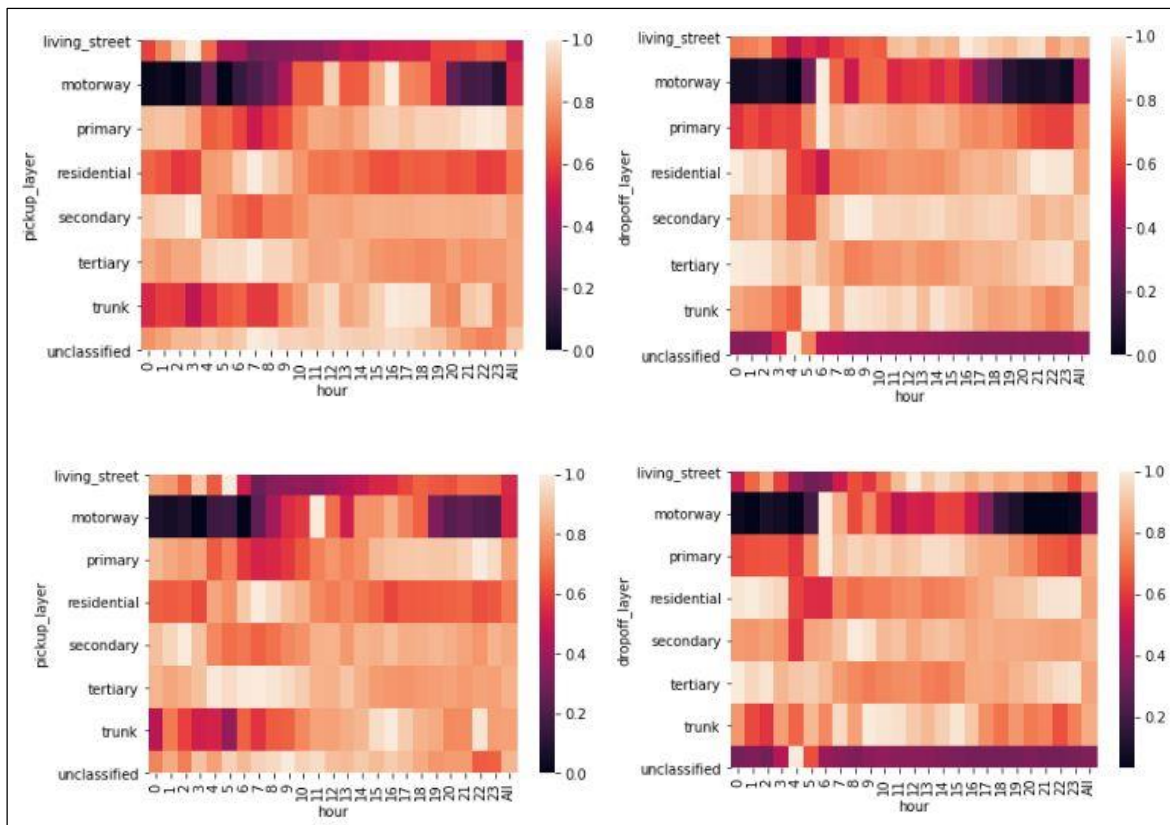 living_street
motorway
primary
residential
secondary
tertiary
trunk
unclassified
pickup_layer
0 1 2 3 4 5 6 7 8 9 10 11 12 13 14 15 16 17 18 19 20 21 22 23 All
hour
1.0
0.8
0.6
0.4
0.2
0.0
living_street
motorway
primary
residential
secondary
tertiary
trunk
unclassified
dropoff_layer
0 1 2 3 4 5 6 7 8 9 10 11 12 13 14 15 16 17 18 19 20 21 22 23 All
hour
1.0
0.8
0.6
0.4
0.2
0.0
living_street
motorway
primary
residential
secondary
tertiary
trunk
unclassified
pickup_layer
0 1 2 3 4 5 6 7 8 9 10 11 12 13 14 15 16 17 18 19 20 21 22 23 All
hour
1.0
0.8
0.6
0.4
0.2
0.0
living_street
motorway
primary
residential
secondary
tertiary
trunk
unclassified
dropoff_layer
0 1 2 3 4 5 6 7 8 9 10 11 12 13 14 15 16 17 18 19 20 21 22 23 All
hour
1.0
0.8
0.6
0.4
0.2